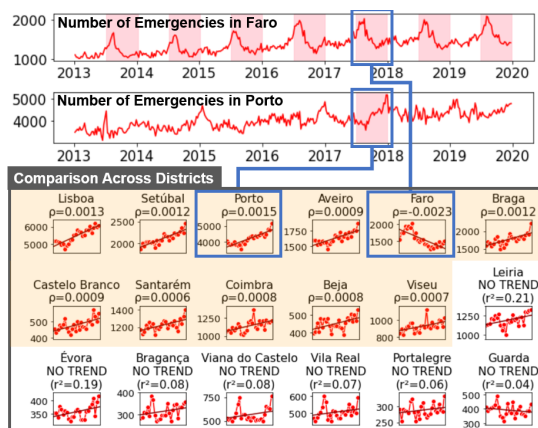 Number of Emergencies in Faro
2000
1000
2013 2014 2015 2016 2017 2018 2019 2020
Number of Emergencies in Porto
4000
2013 2014 2015 2016 2017 2018 2019 2020
Comparison Across Districts
Lisboa Setúbal Porto Aveiro Faro Braga
ρ=0.0013 ρ=0.0012 ρ=0.0015 ρ=0.0009 ρ=-0.0023 ρ=0.0012
6000 2500 5000 1750 2000 2000
5000 2000 4000 1500 1500 1750
Castelo Branco Santarém Coimbra Beja Viseu Leiria
ρ=0.0009 ρ=0.0006 ρ=0.0008 ρ=0.0008 ρ=0.0007 NO TREND
(r²=0.21)
500 1400 1250 500 1000 1250
400 1200 1000 400 800 1000
Évora Bragança Viana do Castelo Vila Real Portalegre Guarda
NO TREND NO TREND NO TREND NO TREND NO TREND NO TREND
(r²=0.19) (r²=0.08) (r²=0.08) (r²=0.07) (r²=0.06) (r²=0.04)
400 400 750 600 300 500
350 300 500 500 250 400
300